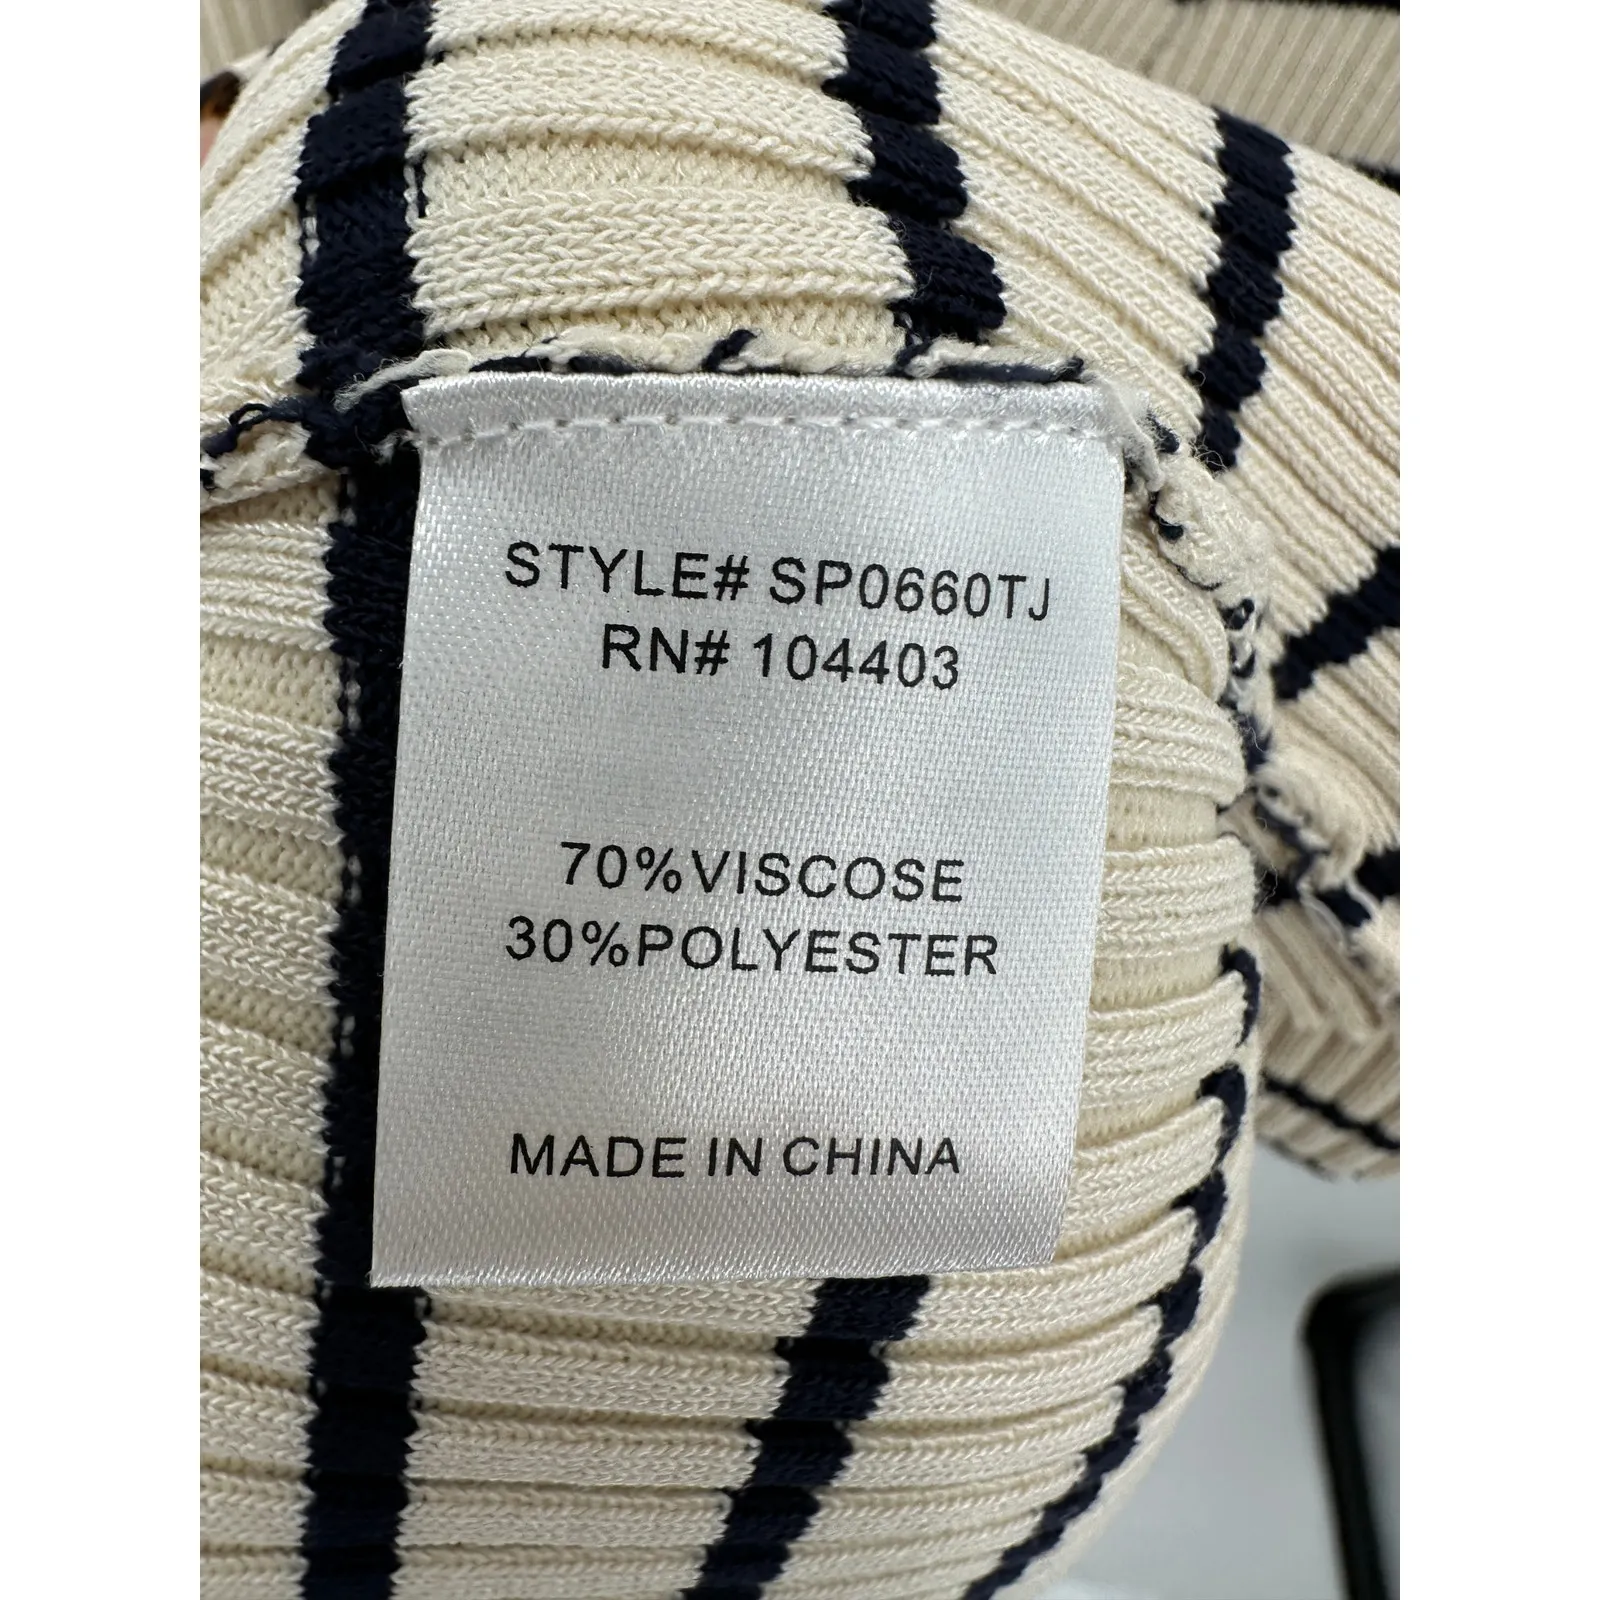 STYLE# SP0660TJ
RN# 104403
70%VISCOSE
30%POLYESTER
MADE IN CHINA